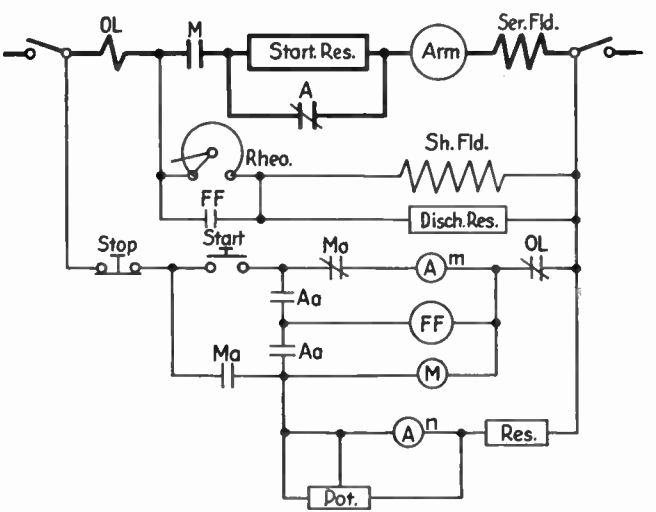 OL
M
Start. Res.
Arm
Ser. Fld.
A
Rheo.
Sh. Fld.
FF
Disch. Res.
Stop
Start
Ma
A m
OL
Aa
FF
Aa
Ma
M
A n
Res.
Pot.